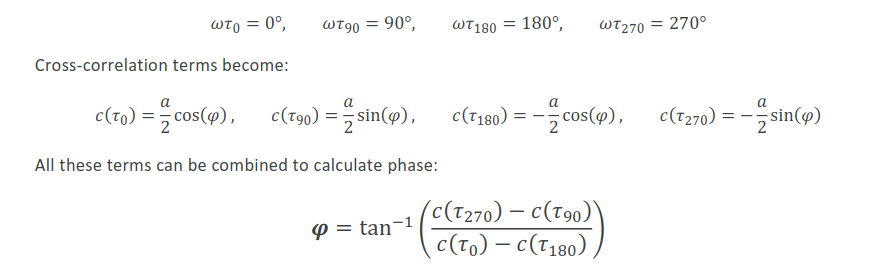 ωτ₀ = 0°, ωτ₉₀ = 90°, ωτ₁₈₀ = 180°, ωτ₂₇₀ = 270°
Cross-correlation terms become:
c(τ₀) = a/2 cos(φ), c(τ₉₀) = a/2 sin(φ), c(τ₁₈₀) = −a/2 cos(φ), c(τ₂₇₀) = −a/2 sin(φ)
All these terms can be combined to calculate phase:
φ = tan⁻¹((c(τ₂₇₀) − c(τ₉₀))/(c(τ₀) − c(τ₁₈₀)))